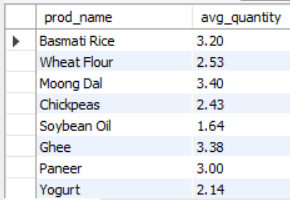 prod_name avg_quantity
Basmati Rice 3.20
Wheat Flour 2.53
Moong Dal 3.40
Chickpeas 2.43
Soybean Oil 1.64
Ghee 3.38
Paneer 3.00
Yogurt 2.14